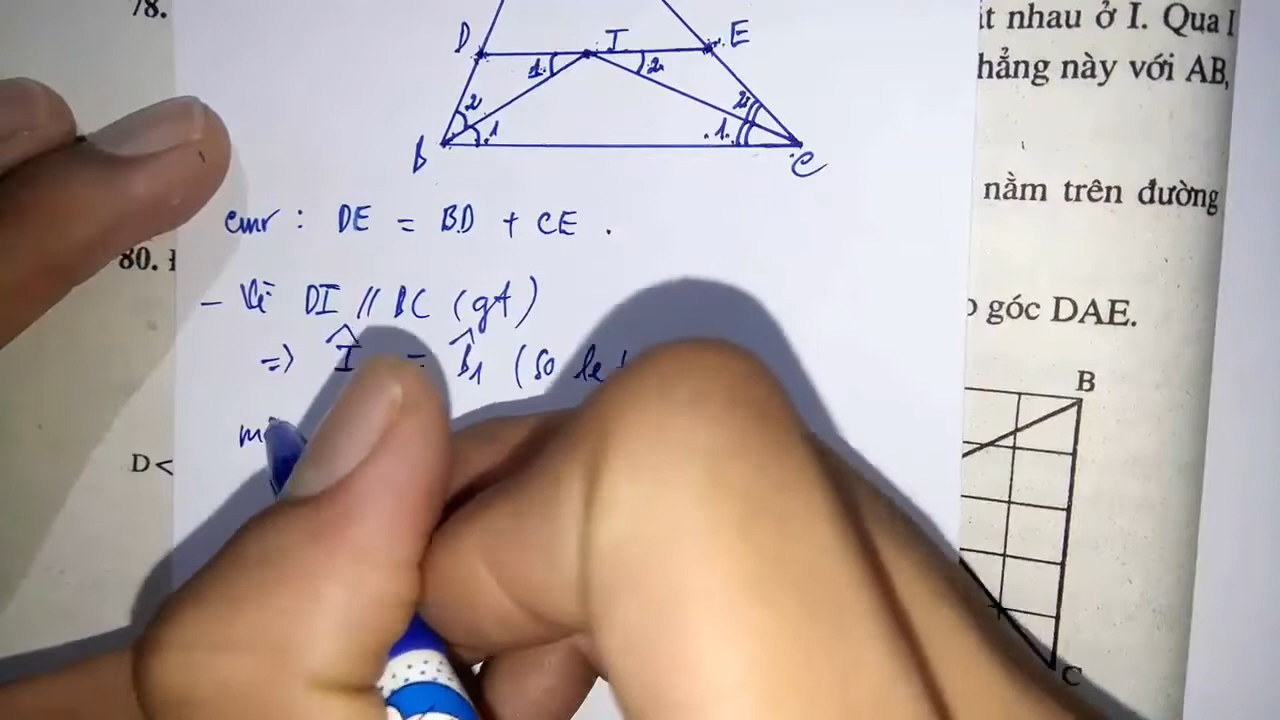 78.
ắt nhau ở I. Qua I
hẳng này với AB,
D I E
1 2
2 2
1 1
B C
nằm trên đường
cmr : DE = BD + CE .
80.
- Vì DI // BC (gt)
góc DAE.
=> I = B1 (so le
B
D<
C